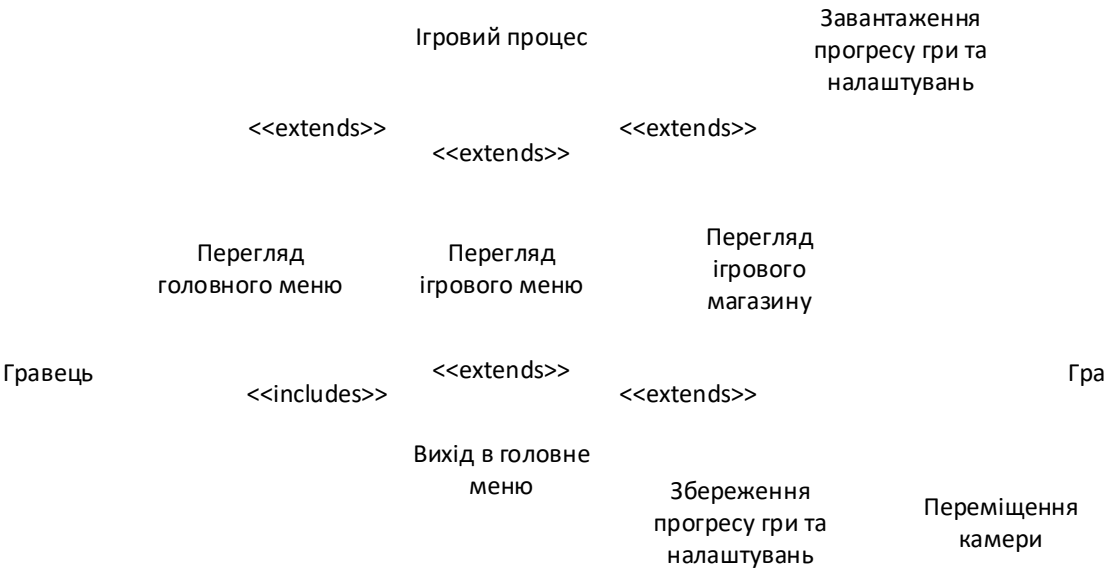 Ігровий процес
Завантаження
прогресу гри та
налаштувань
<<extends>>
<<extends>>
<<extends>>
Перегляд
головного меню
Перегляд
ігрового меню
Перегляд
ігрового
магазину
Гравець
<<includes>>
<<extends>>
<<extends>>
Гра
Вихід в головне
меню
Збереження
прогресу гри та
налаштувань
Переміщення
камери